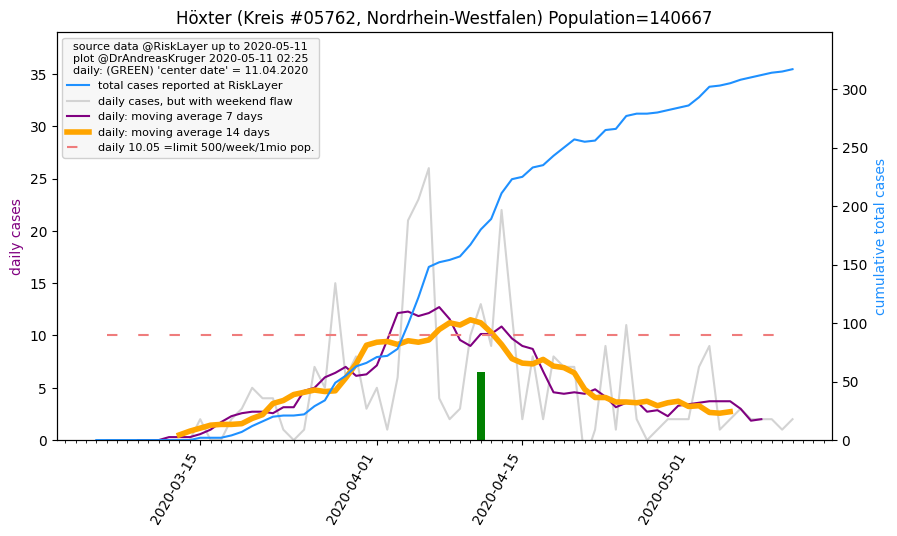 Höxter (Kreis #05762, Nordrhein-Westfalen) Population=140667
source data @RiskLayer up to 2020-05-11
plot @DrAndreasKruger 2020-05-11 02:25
daily: (GREEN) 'center date' = 11.04.2020
total cases reported at RiskLayer
daily cases, but with weekend flaw
daily: moving average 7 days
daily: moving average 14 days
daily 10.05 =limit 500/week/1mio pop.
daily cases
35
30
25
20
15
10
5
0
cumulative total cases
300
250
200
150
100
50
0
2020-03-15
2020-04-01
2020-04-15
2020-05-01